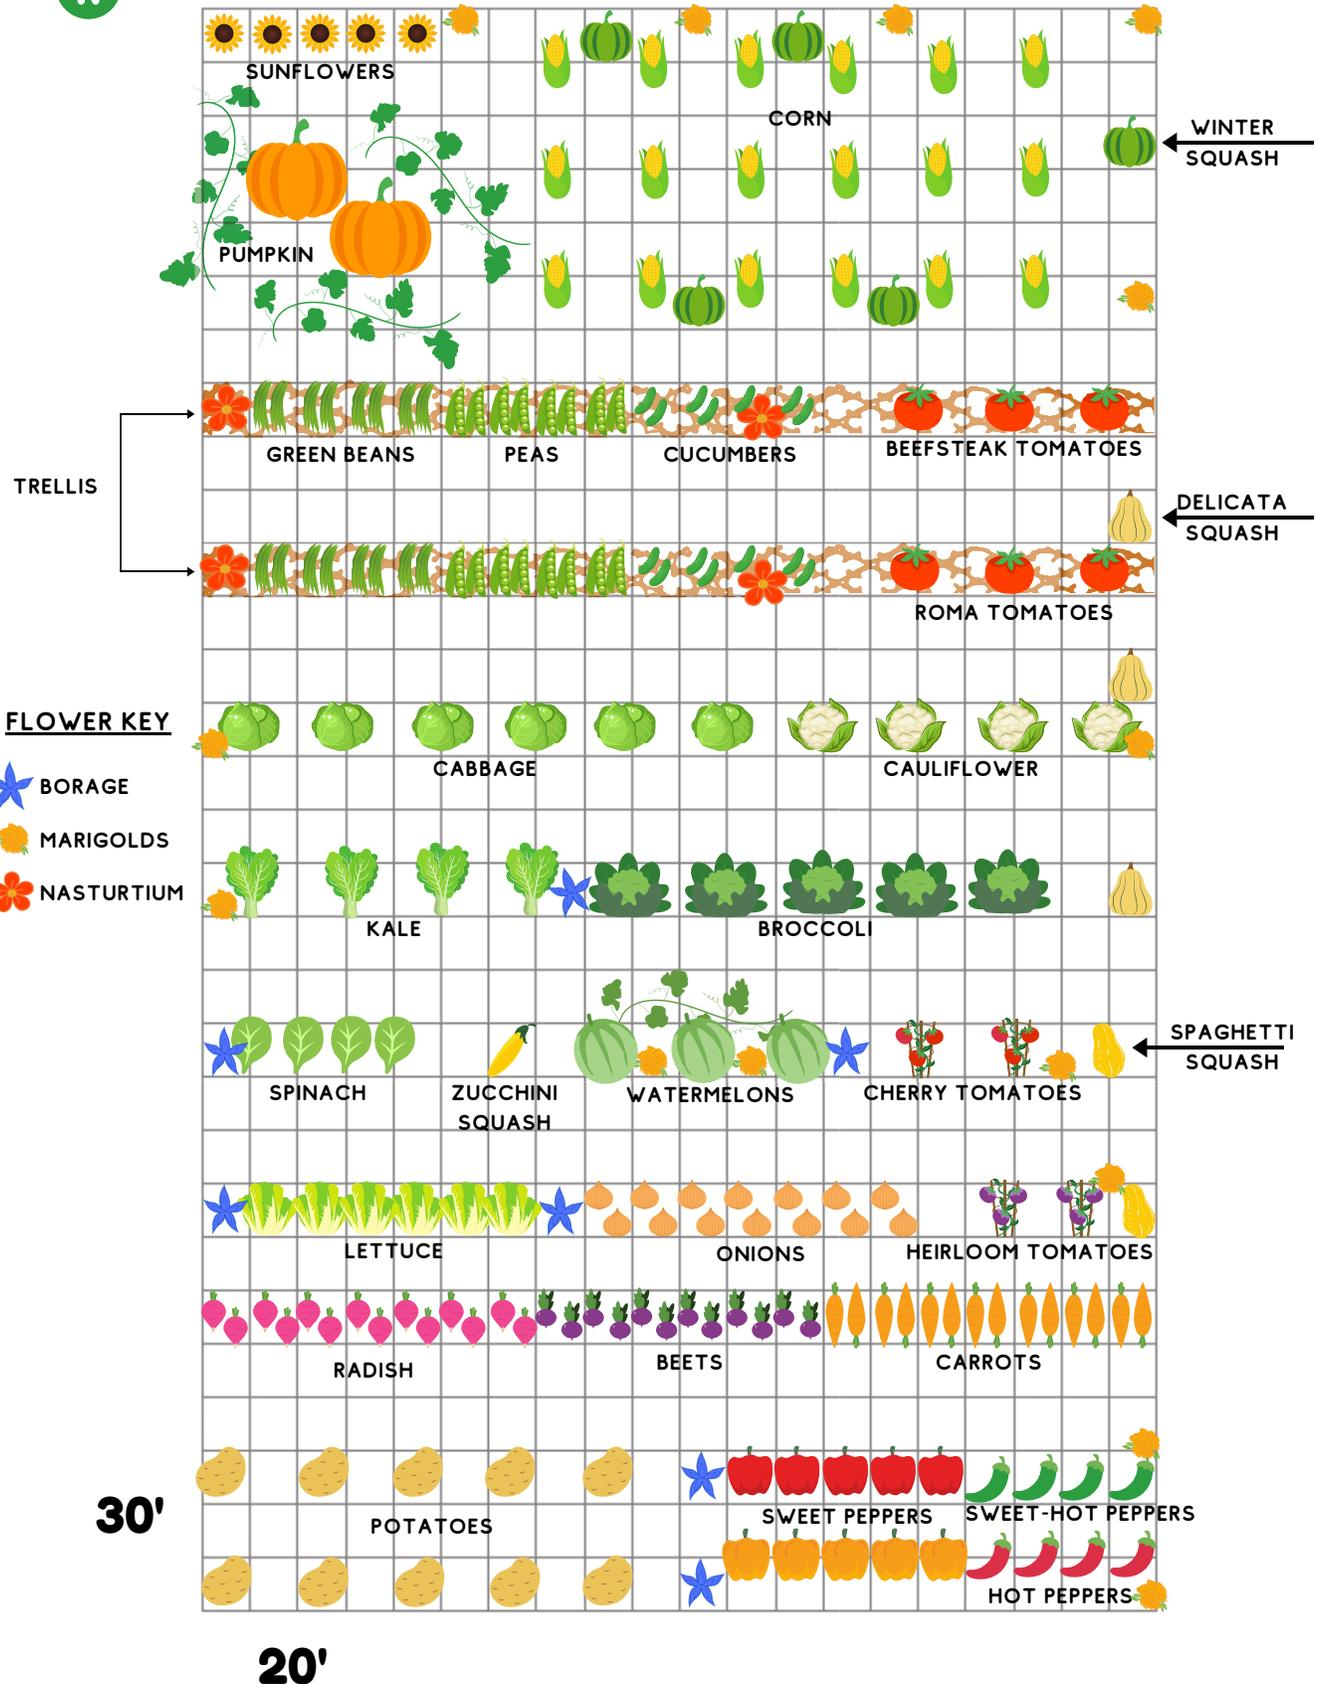 SUNFLOWERS
CORN
WINTER
SQUASH
PUMPKIN
GREEN BEANS
PEAS
CUCUMBERS
BEEFSTEAK TOMATOES
TRELLIS
DELICATA
SQUASH
ROMA TOMATOES
FLOWER KEY
BORAGE
MARIGOLDS
NASTURTIUM
CABBAGE
CAULIFLOWER
KALE
BROCCOLI
SPAGHETTI
SQUASH
SPINACH
ZUCCHINI
SQUASH
WATERMELONS
CHERRY TOMATOES
LETTUCE
ONIONS
HEIRLOOM TOMATOES
RADISH
BEETS
CARROTS
30'
POTATOES
SWEET PEPPERS
SWEET-HOT PEPPERS
HOT PEPPERS
20'